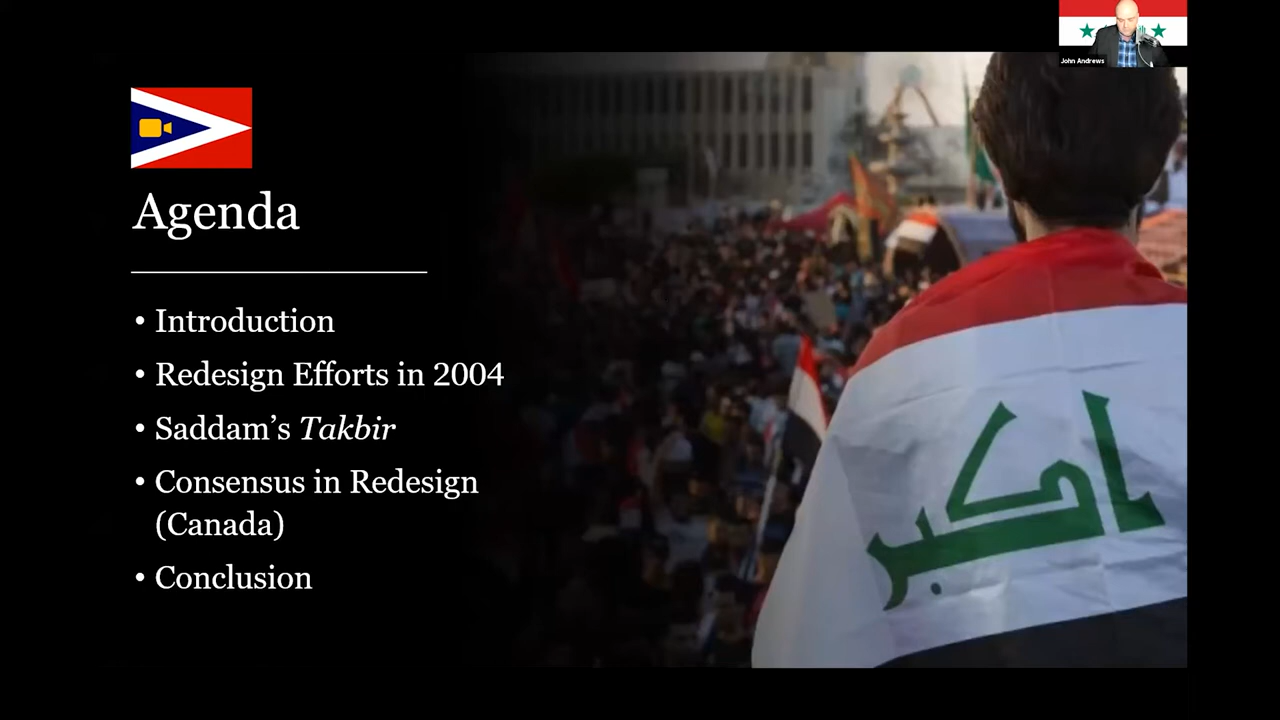 John Andrews
Agenda
• Introduction
• Redesign Efforts in 2004
• Saddam’s Takbir
• Consensus in Redesign
(Canada)
• Conclusion
اكبر